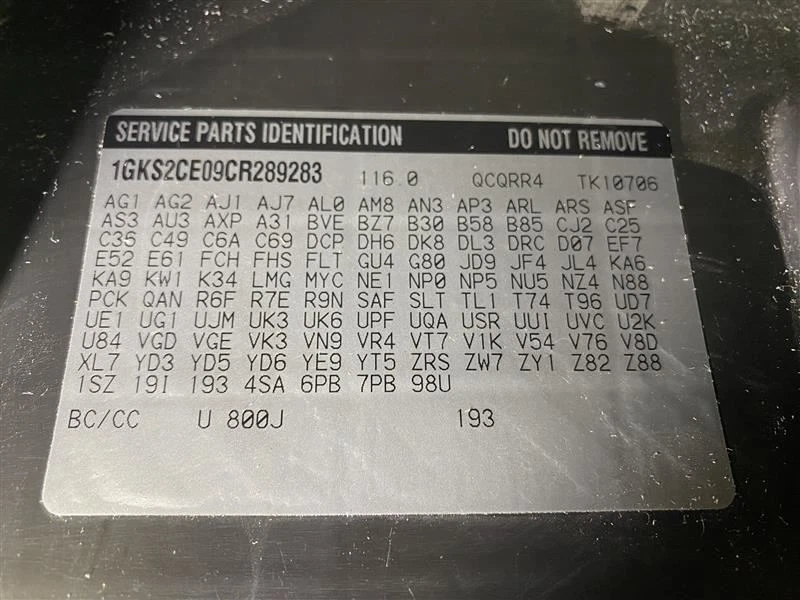 SERVICE PARTS IDENTIFICATION DO NOT REMOVE
1GKS2CE09CR289283 116.0 QCQRR4 TK10706
AG1 AG2 AJ1 AJ7 AL0 AM8 AN3 AP3 ARL ARS ASF
AS3 AU3 AXP A31 BVE BZ7 B30 B58 B85 CJ2 C25
C35 C49 C6A C69 DCP DH6 DK8 DL3 DRC D07 EF7
E52 E61 FCH FHS FLT GU4 G80 JD9 JF4 JL4 KA6
KA9 KW1 K34 LMG MYC NE1 NP0 NP5 NU5 NZ4 N88
PCK QAN R6F R7E R9N SAF SLT TL1 T74 T96 UD7
UE1 UG1 UJM UK3 UK6 UPF UQA USR UUI UVC U2K
U84 VGD VGE VK3 VN9 VR4 VT7 V1K V54 V76 V8D
XL7 YD3 YD5 YD6 YE9 YT5 ZRS ZW7 ZY1 Z82 Z88
1SZ 19I 193 4SA 6PB 7PB 98U
BC/CC U 800J 193